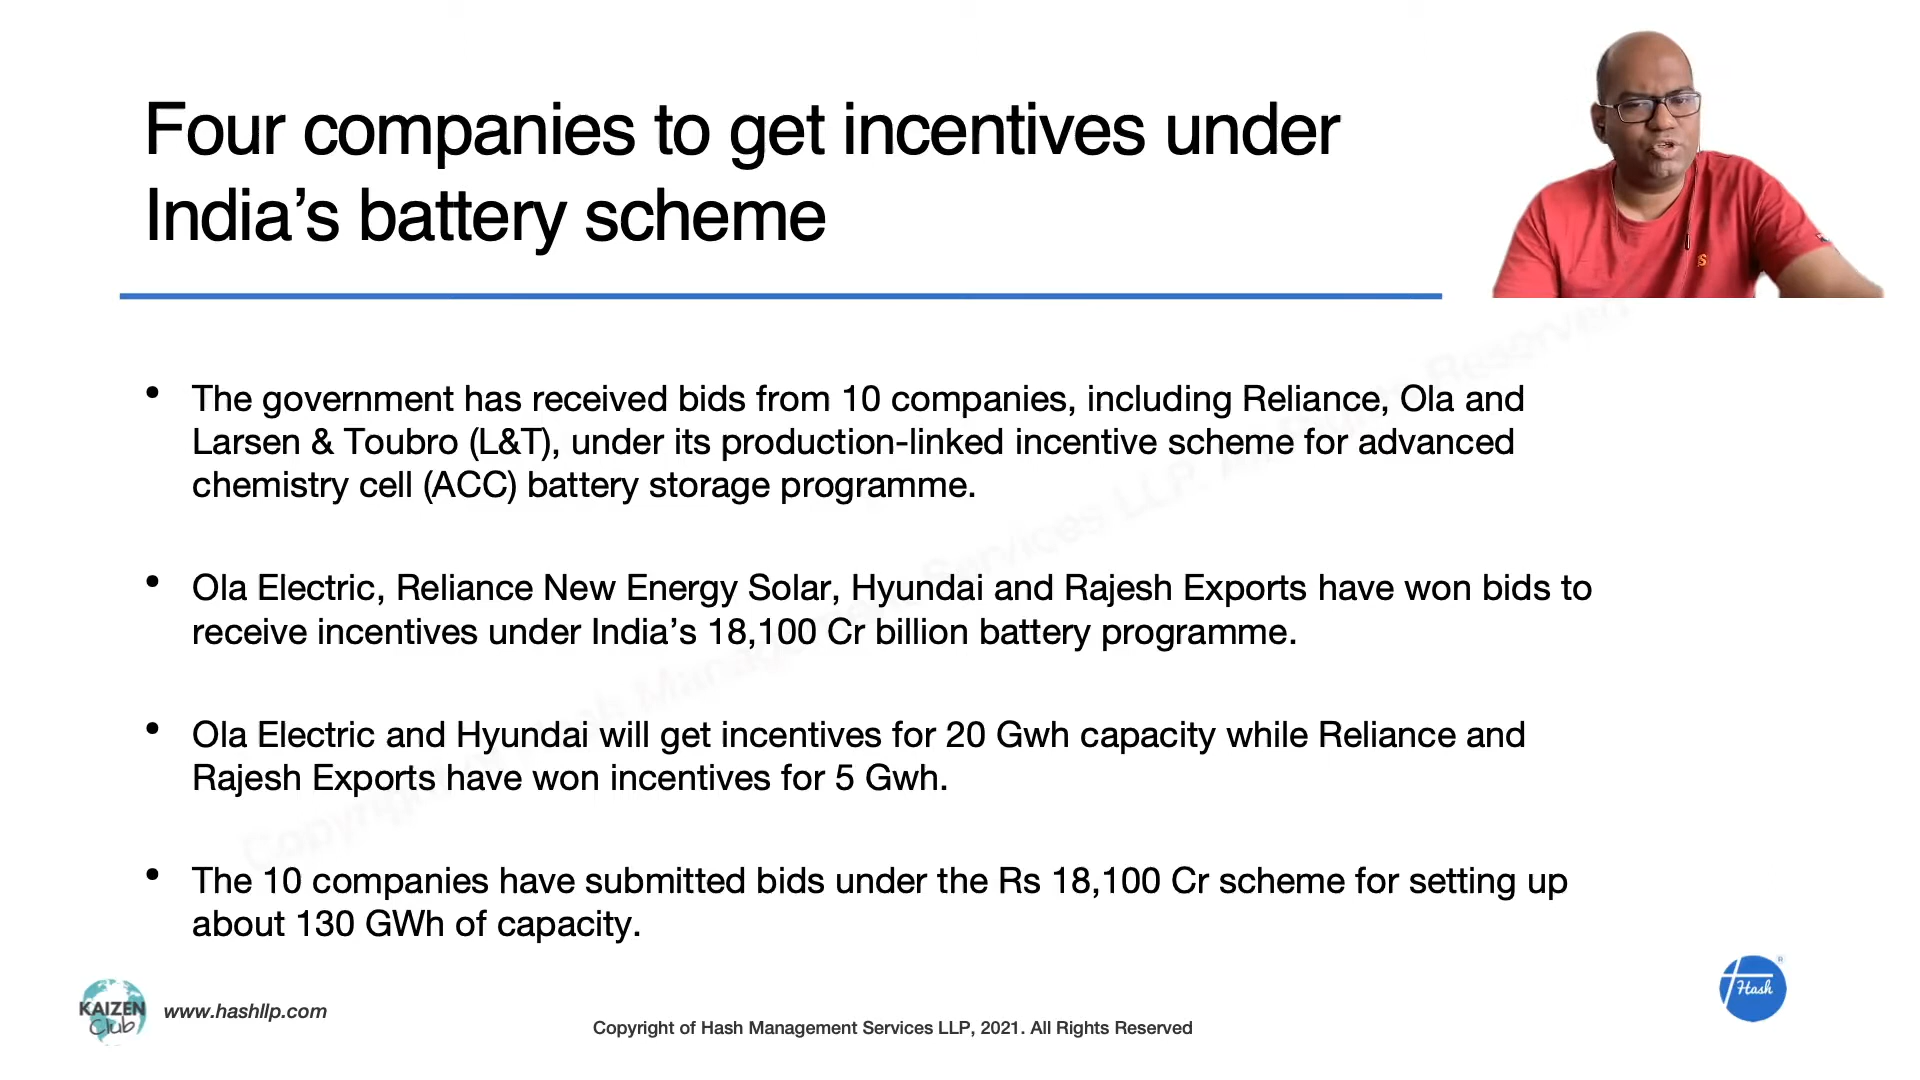 Four companies to get incentives under
India’s battery scheme
• The government has received bids from 10 companies, including Reliance, Ola and
Larsen & Toubro (L&T), under its production-linked incentive scheme for advanced
chemistry cell (ACC) battery storage programme.
• Ola Electric, Reliance New Energy Solar, Hyundai and Rajesh Exports have won bids to
receive incentives under India’s 18,100 Cr billion battery programme.
• Ola Electric and Hyundai will get incentives for 20 Gwh capacity while Reliance and
Rajesh Exports have won incentives for 5 Gwh.
• The 10 companies have submitted bids under the Rs 18,100 Cr scheme for setting up
about 130 GWh of capacity.
KAIZEN
Club
www.hashllp.com
Copyright of Hash Management Services LLP, 2021. All Rights Reserved
Hash